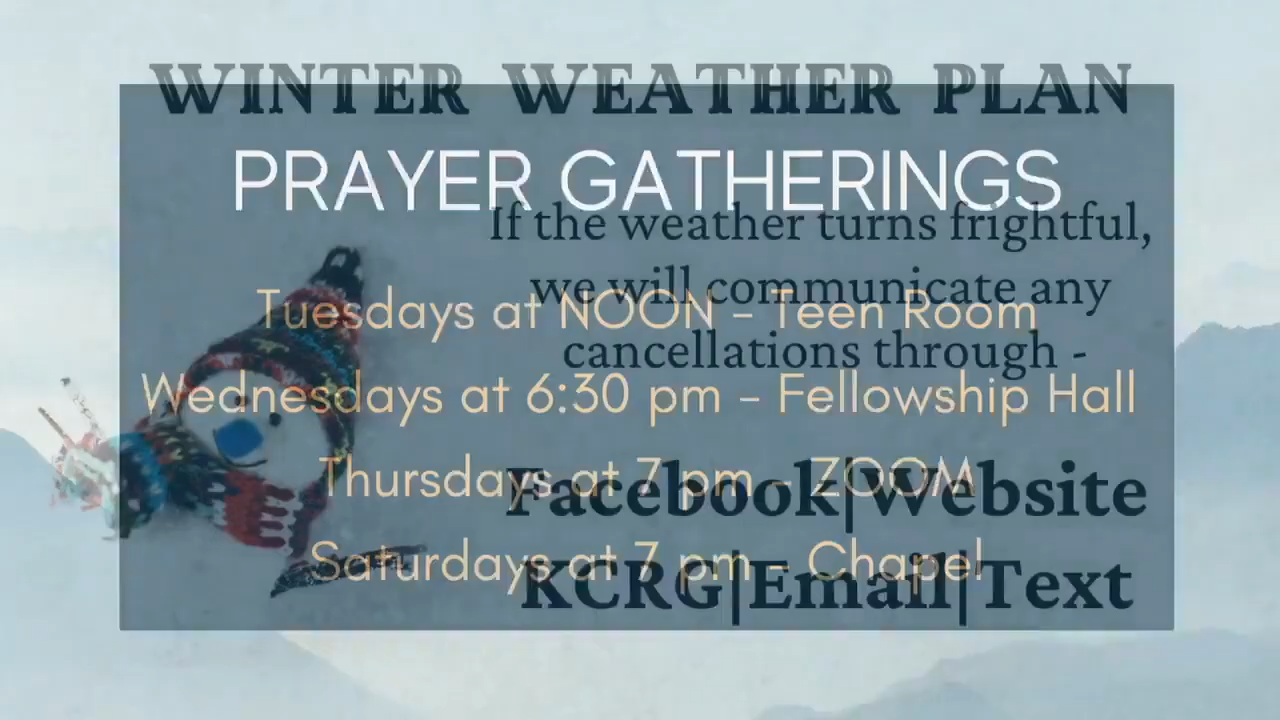 WINTER WEATHER PLAN
PRAYER GATHERINGS
If the weather turns frightful,
we will communicate any
Tuesdays at NOON - Teen Room
cancellations through -
Wednesdays at 6:30 pm - Fellowship Hall
Thursdays at 7 pm - ZOOM
Facebook|Website
Saturdays at 7 pm - Chapel
KCRG|Email|Text